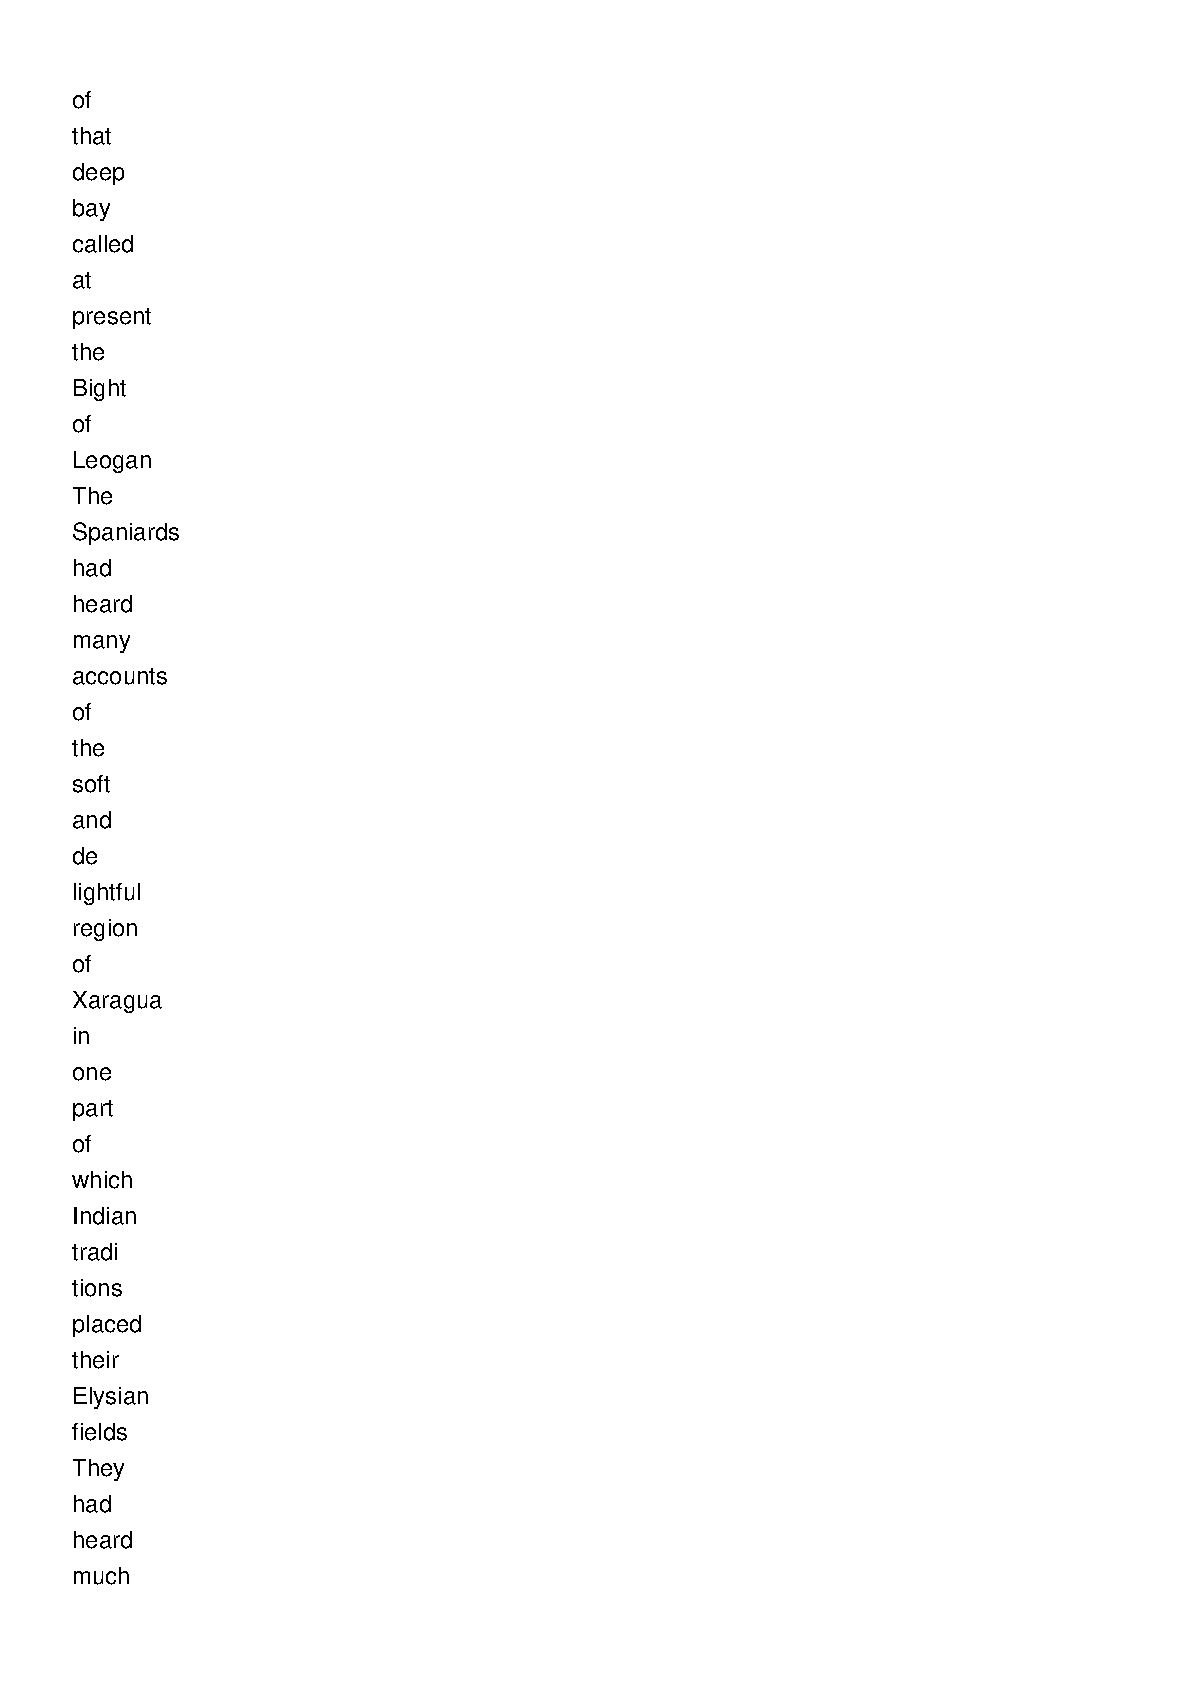 of
that
deep
bay
called
at
present
the
Bight
of
Leogan
The
Spaniards
had
heard
many
accounts
of
the
soft
and
de
lightful
region
of
Xaragua
in
one
part
of
which
Indian
tradi
tions
placed
their
Elysian
fields
They
had
heard
much